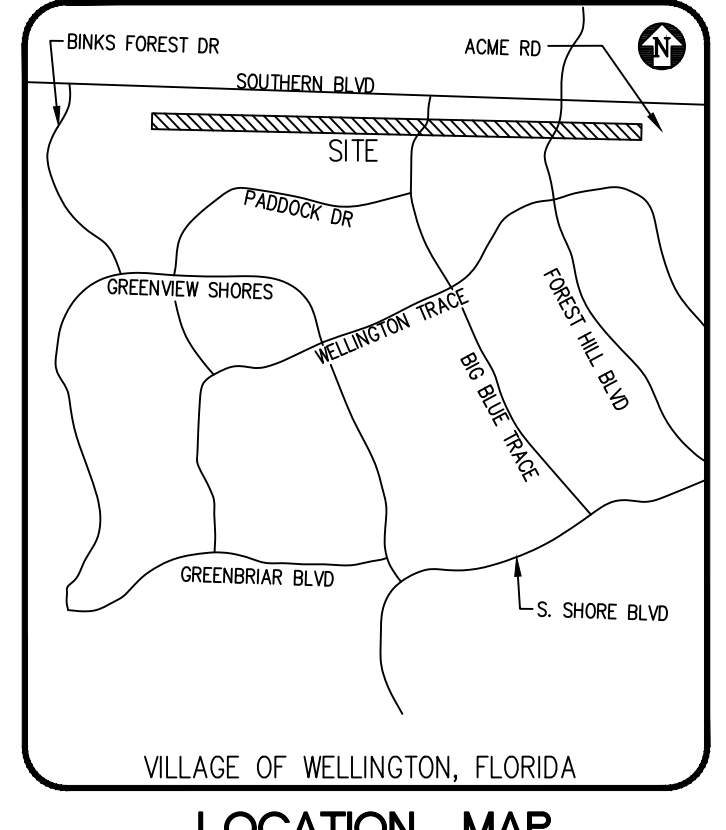 BINKS FOREST DR
ACME RD
N
SOUTHERN BLVD
SITE
PADDOCK DR
GREENVIEW SHORES
WELLINGTON TRACE
FOREST HILL BLVD
BIG BLUE TRACE
GREENBRIAR BLVD
S. SHORE BLVD
VILLAGE OF WELLINGTON, FLORIDA
LOCATION MAP